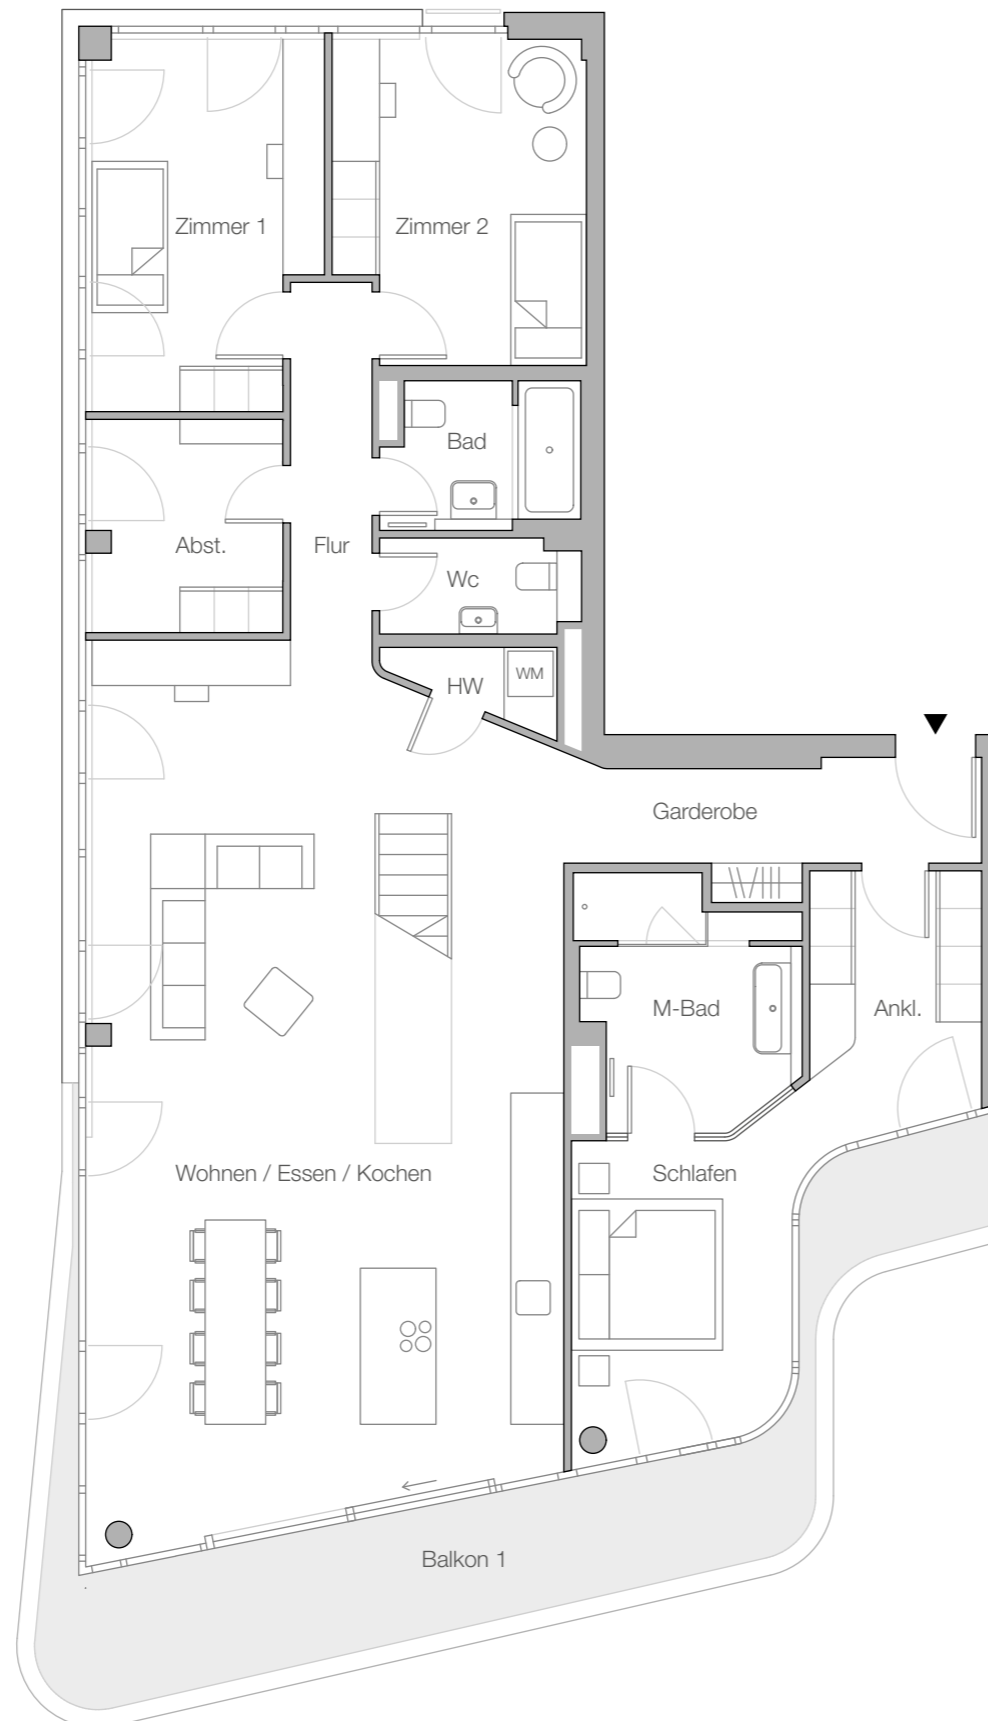 Zimmer 1
Zimmer 2
Bad
Abst.
Flur
Wc
HW
WM
Garderobe
M-Bad
Ankl.
Wohnen / Essen / Kochen
Schlafen
Balkon 1